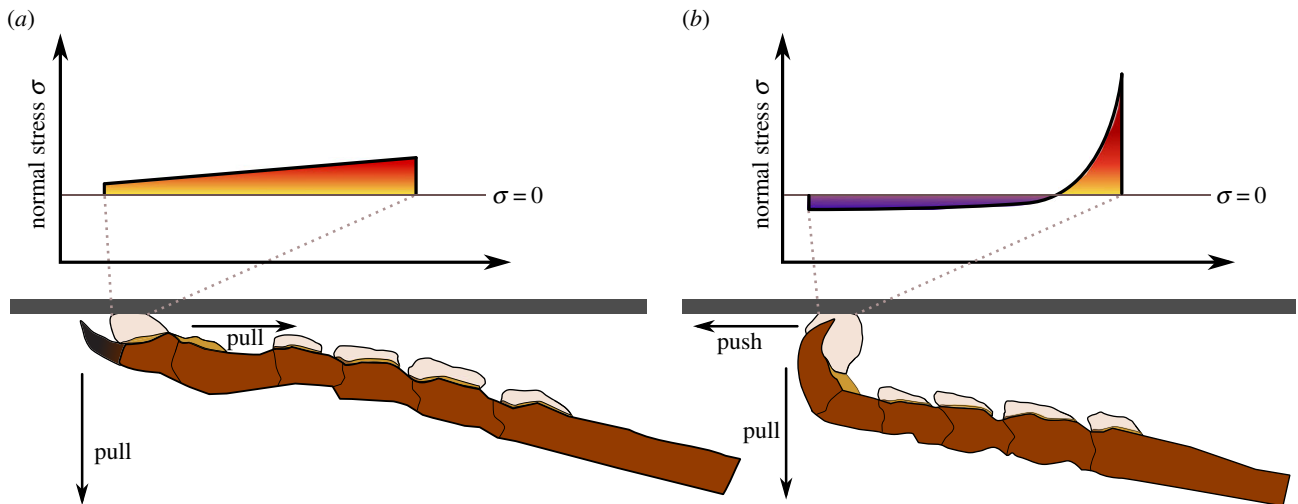 (a)
normal stress σ
σ = 0
pull
pull
(b)
normal stress σ
σ = 0
push
pull